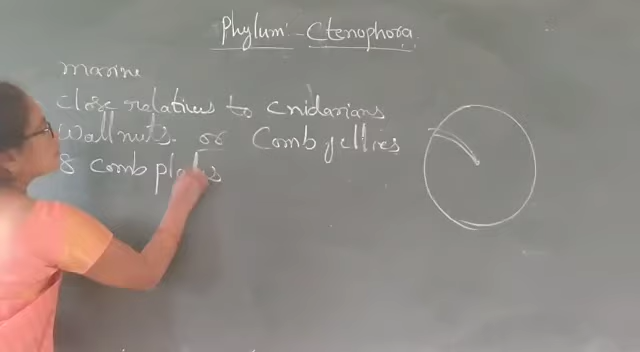 Phylum:- Ctenophora
marine
Close relatives to Cnidarians
Wallnuts. or Comb jellies
8 comb plates